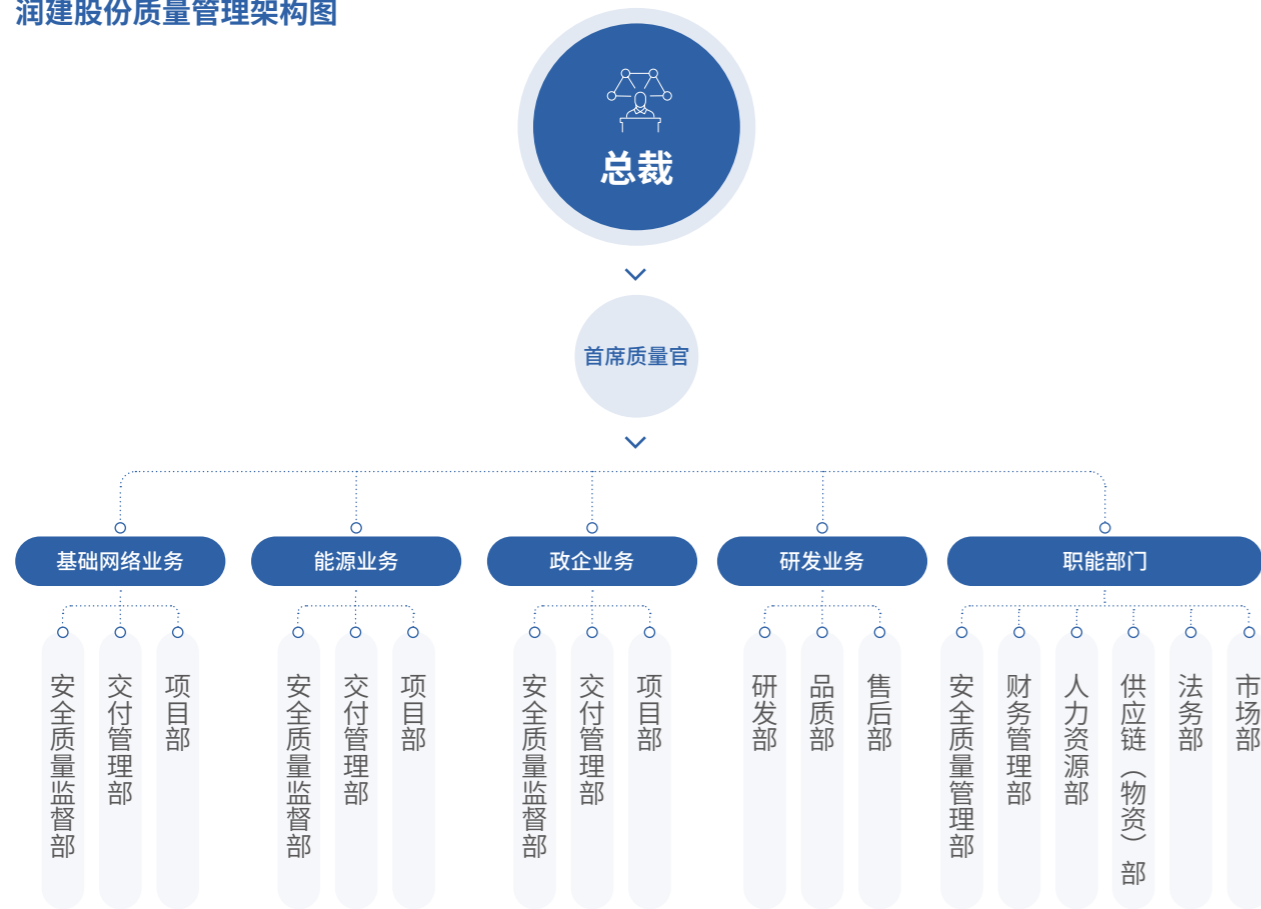 润建股份质量管理架构图
总裁
首席质量官
基础网络业务
能源业务
政企业务
研发业务
职能部门
安全质量监督部
交付管理部
项目部
安全质量监督部
交付管理部
项目部
安全质量监督部
交付管理部
项目部
研发部
品质部
售后部
安全质量管理部
财务管理部
人力资源部
供应链（物资）部
法务部
市场部